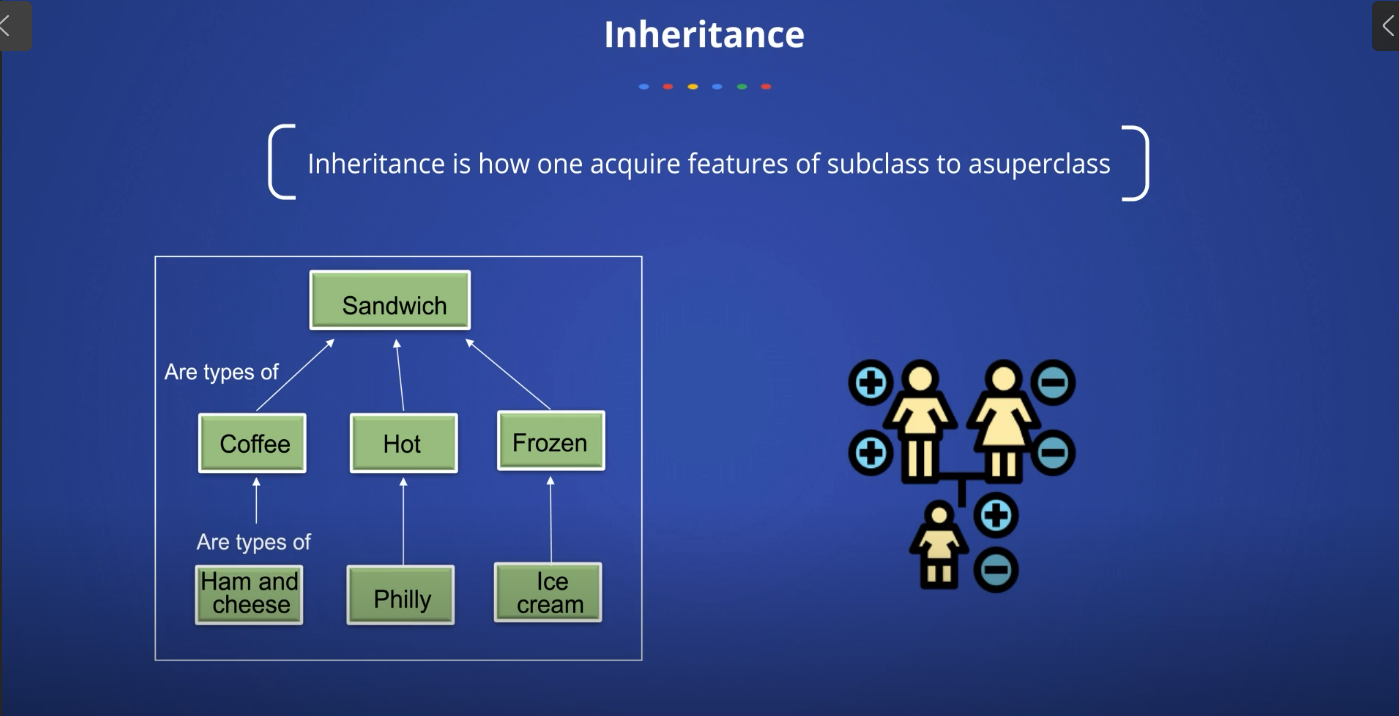 Inheritance
Inheritance is how one acquire features of subclass to asuperclass
Sandwich
Are types of
Coffee
Hot
Frozen
Are types of
Ham and
cheese
Philly
Ice
cream